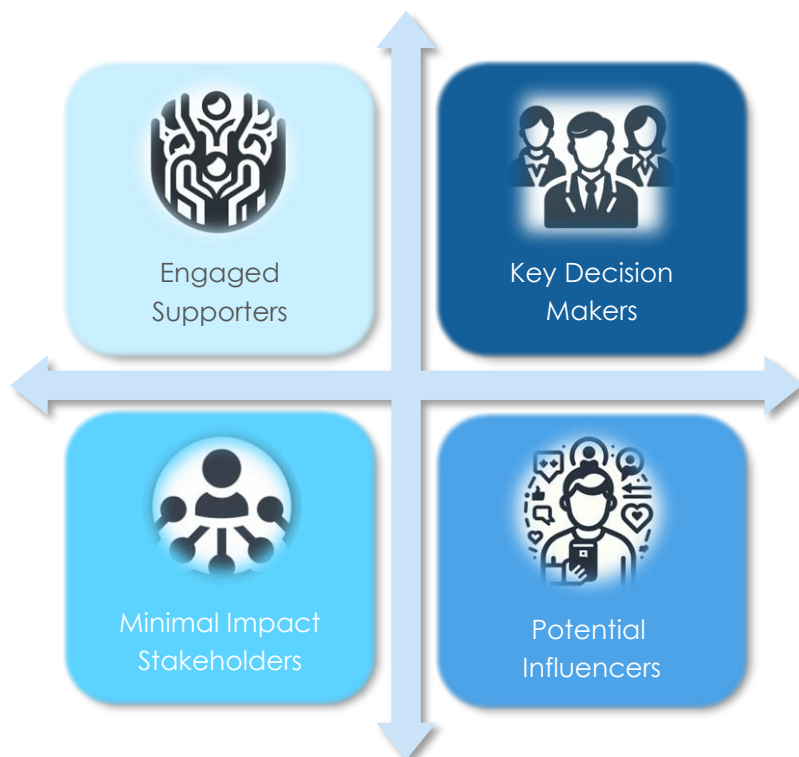 Engaged
Supporters
Key Decision
Makers
Minimal Impact
Stakeholders
Potential
Influencers